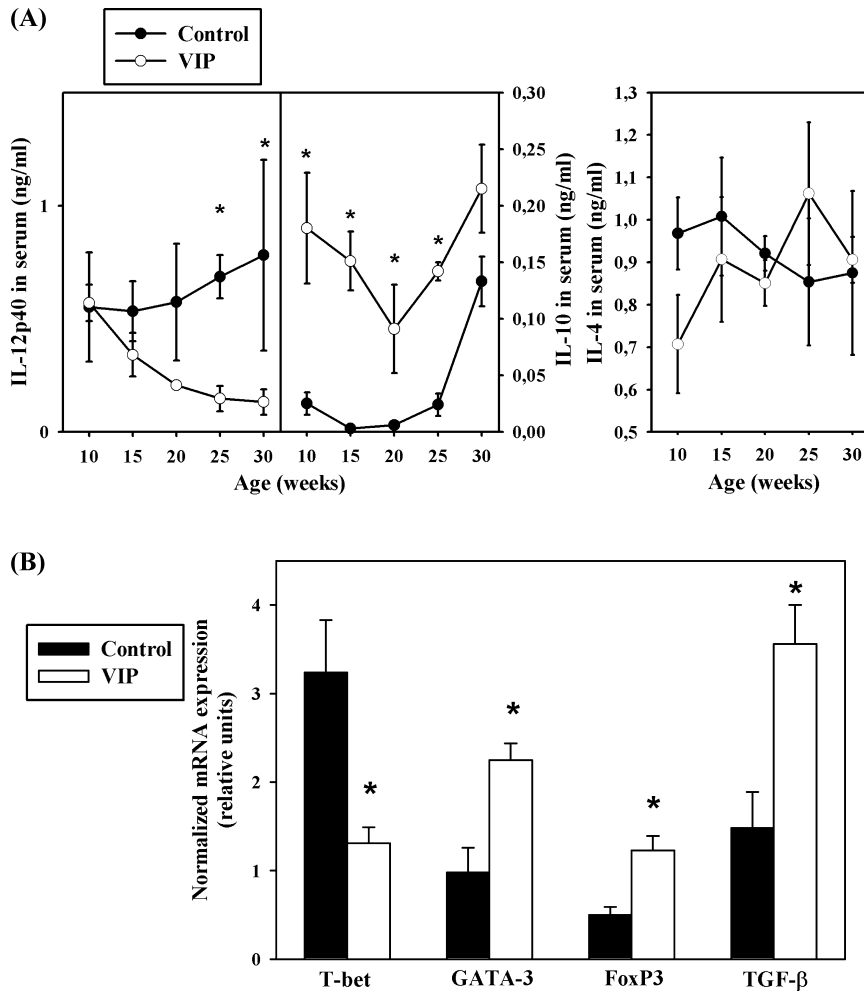 (A)
Control
VIP
IL-12p40 in serum (ng/ml)
1
0
10 15 20 25 30
* *
* * * *
10 15 20 25 30
Age (weeks)
0,30
0,25
0,20
0,15
0,10
0,05
0,00
IL-10 in serum (ng/ml)
IL-4 in serum (ng/ml)
1,3
1,2
1,1
1,0
0,9
0,8
0,7
0,6
0,5
10 15 20 25 30
Age (weeks)
(B)
Control
VIP
Normalized mRNA expression
(relative units)
4
3
2
1
0
* * * *
T-bet GATA-3 FoxP3 TGF-β